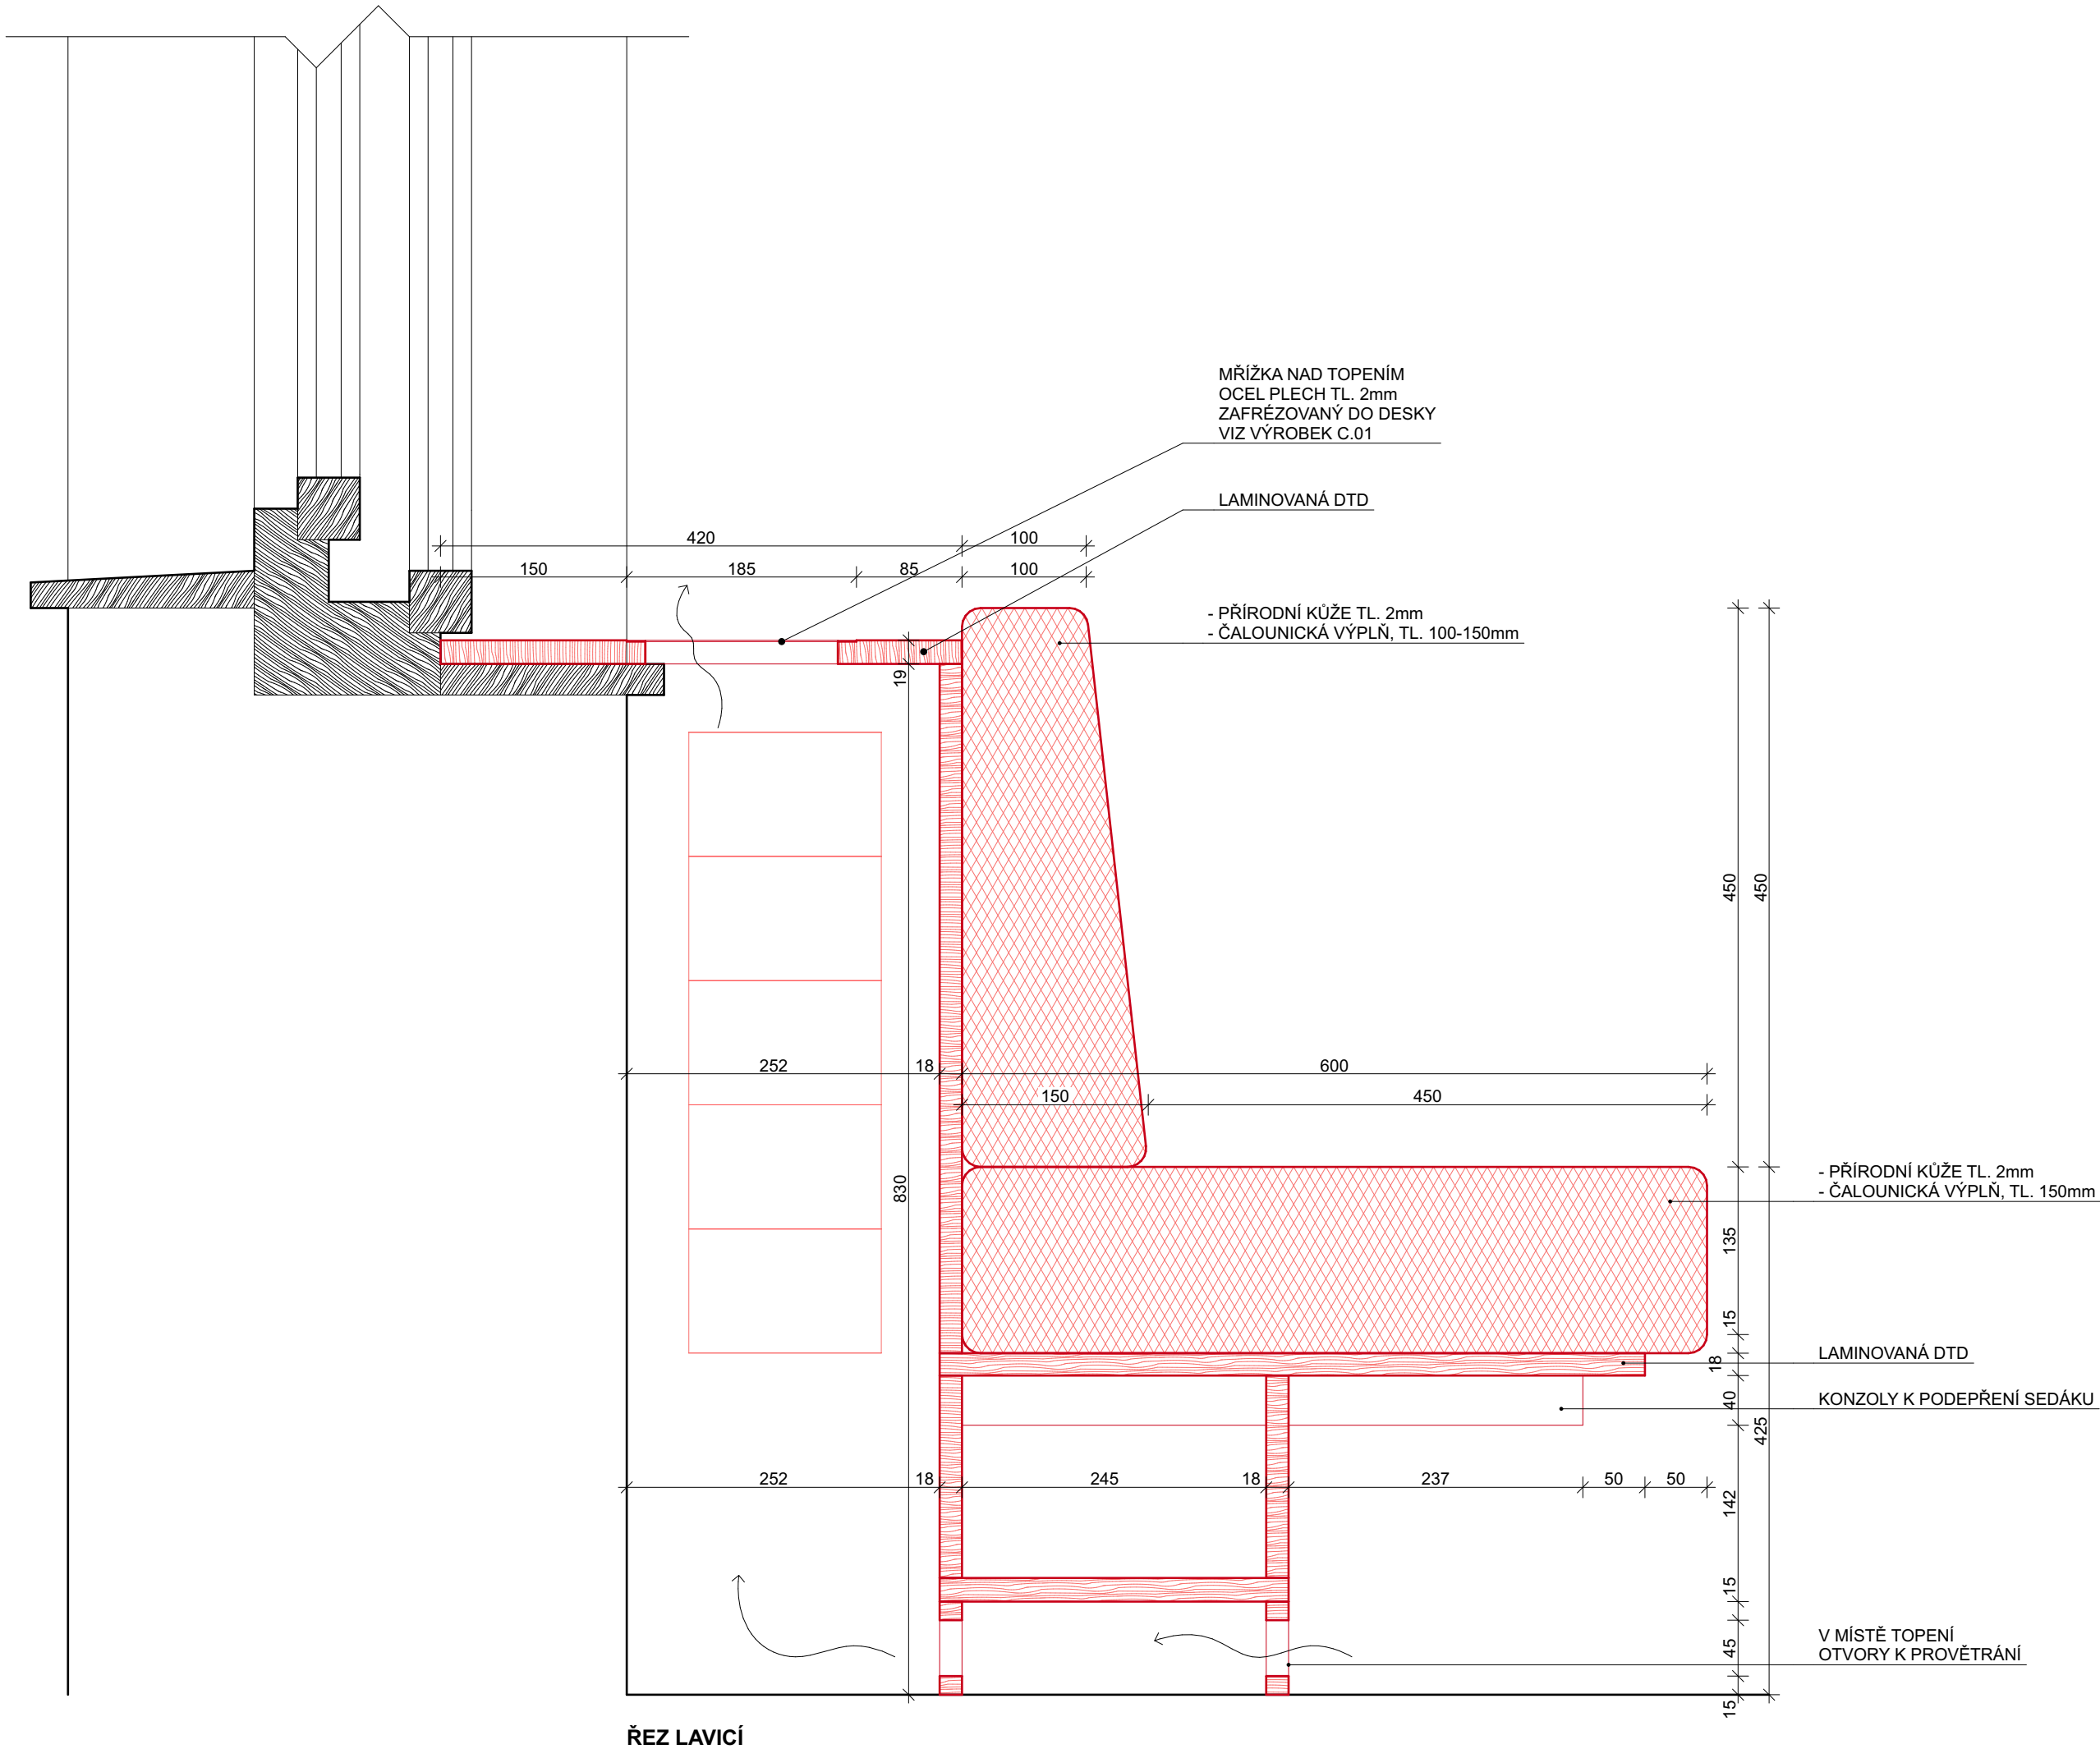 MŘÍŽKA NAD TOPENÍM
OCEL PLECH TL. 2mm
ZAFRÉZOVANÝ DO DESKY
VIZ VÝROBEK C.01
LAMINOVANÁ DTD
420 100
150 185 85 100
- PŘÍRODNÍ KŮŽE TL. 2mm
- ČALOUNICKÁ VÝPLŇ, TL. 100-150mm
19
450 450
252 18 600
150 450
830
- PŘÍRODNÍ KŮŽE TL. 2mm
- ČALOUNICKÁ VÝPLŇ, TL. 150mm
135
15
LAMINOVANÁ DTD
18
KONZOLY K PODEPŘENÍ SEDÁKU
40
425
252 18 245 18 237 50 50
142
15
V MÍSTĚ TOPENÍ
OTVORY K PROVĚTRÁNÍ
45
15
ŘEZ LAVICÍ